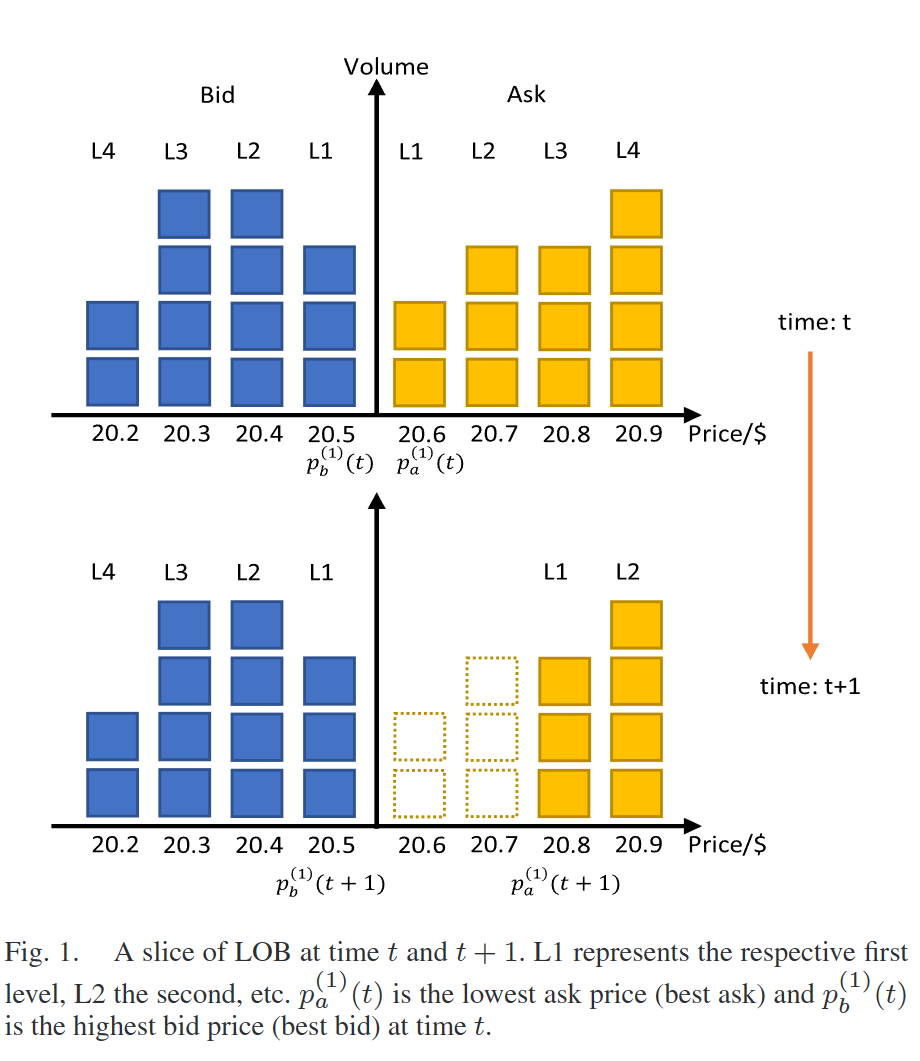 Volume
Bid Ask
L4 L3 L2 L1 L1 L2 L3 L4
time: t
20.2 20.3 20.4 20.5 20.6 20.7 20.8 20.9 Price/$
p_b^{(1)}(t) p_a^{(1)}(t)
L4 L3 L2 L1 L1 L2
time: t+1
20.2 20.3 20.4 20.5 20.6 20.7 20.8 20.9 Price/$
p_b^{(1)}(t + 1) p_a^{(1)}(t + 1)
Fig. 1. A slice of LOB at time t and t + 1. L1 represents the respective first
level, L2 the second, etc. p_a^{(1)}(t) is the lowest ask price (best ask) and p_b^{(1)}(t)
is the highest bid price (best bid) at time t.